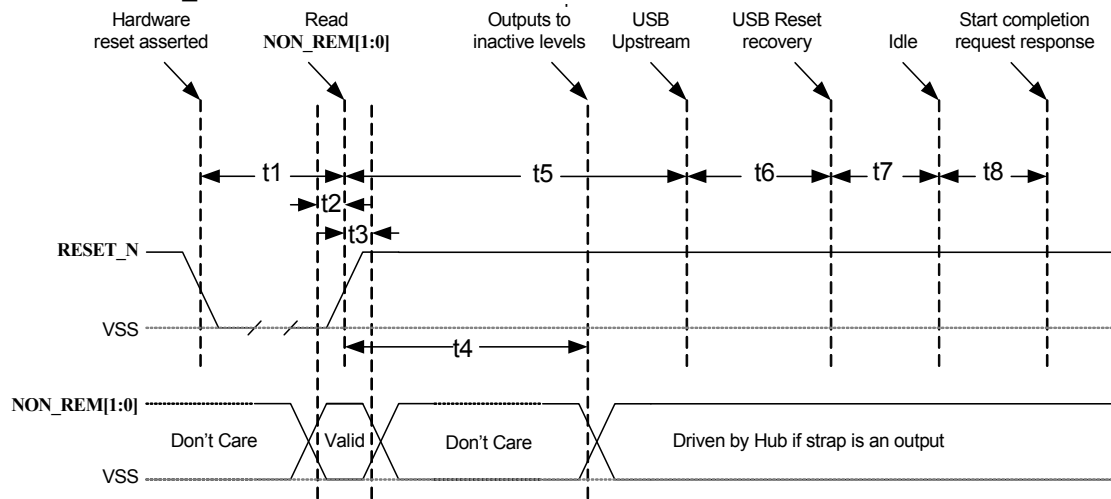 Hardware
reset asserted
Read
NON_REM[1:0]
Outputs to
inactive levels
USB
Upstream
USB Reset
recovery
Idle
Start completion
request response
t1
t5
t6
t7
t8
t2
t3
RESET_N
VSS
t4
NON_REM[1:0]
Don't Care
Valid
Don't Care
Driven by Hub if strap is an output
VSS